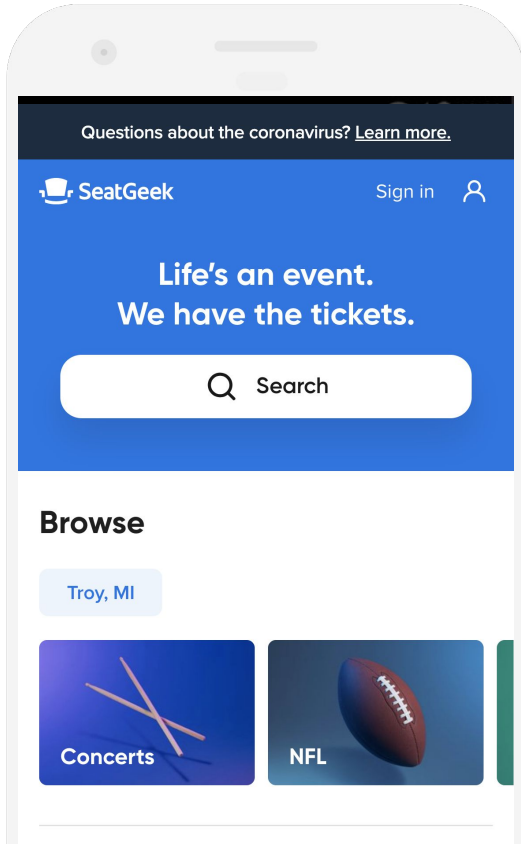 Questions about the coronavirus? Learn more.
SeatGeek
Sign in
Life's an event.
We have the tickets.
Search
Browse
Troy, MI
Concerts
NFL